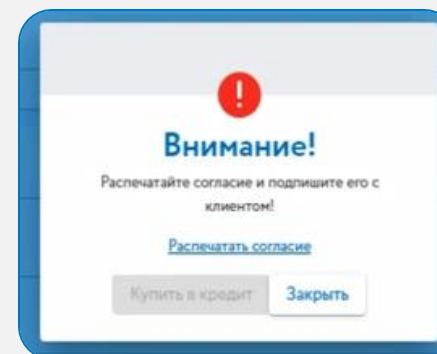 Внимание!
Распечатайте согласие и подпишите его с
клиентом!
Распечатать согласие
Купить в кредит Закрыть